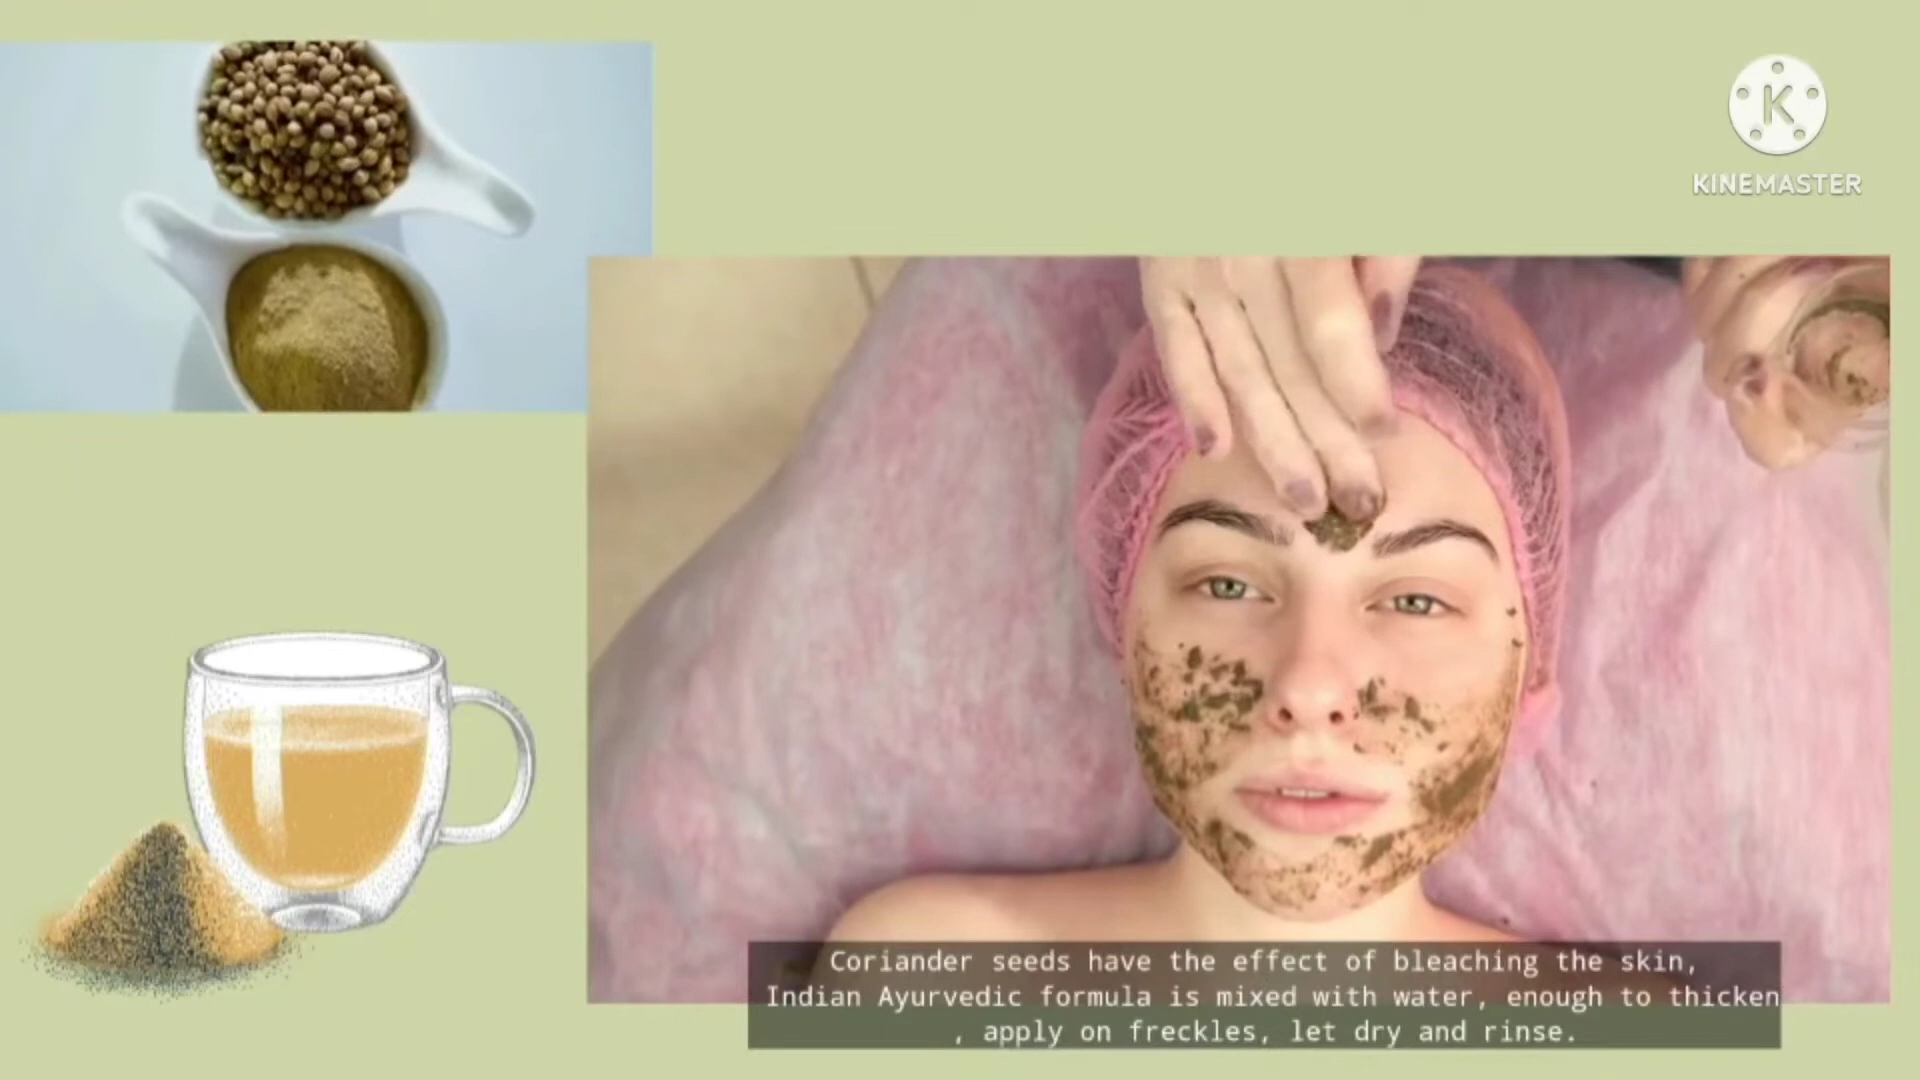 K
KINEMASTER
Coriander seeds have the effect of bleaching the skin,
Indian Ayurvedic formula is mixed with water, enough to thicken
, apply on freckles, let dry and rinse.